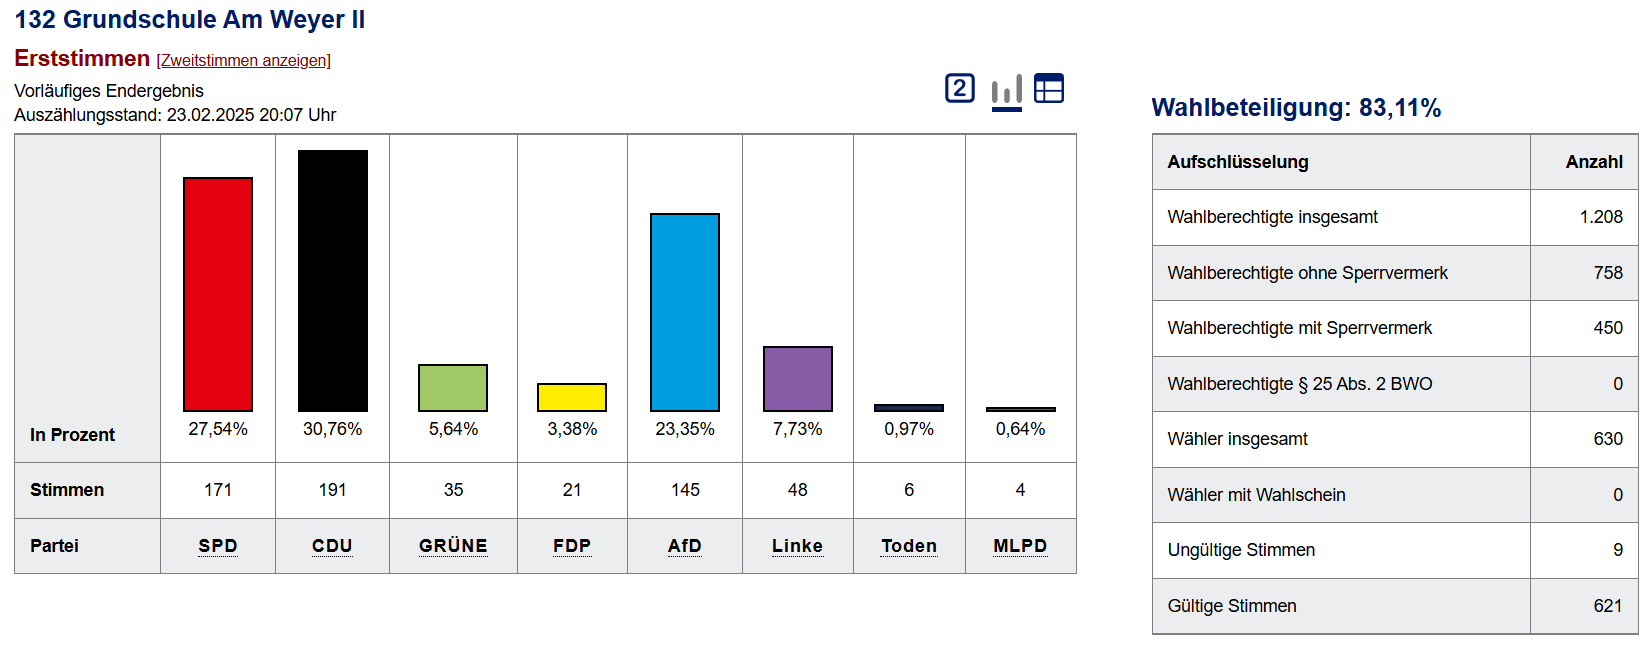 132 Grundschule Am Weyer II
Erststimmen [Zweitstimmen anzeigen]
Vorläufiges Endergebnis
Auszählungsstand: 23.02.2025 20:07 Uhr
2
In Prozent 27,54% 30,76% 5,64% 3,38% 23,35% 7,73% 0,97% 0,64%
Stimmen 171 191 35 21 145 48 6 4
Partei SPD CDU GRÜNE FDP AfD Linke Toden MLPD
Wahlbeteiligung: 83,11%
Aufschlüsselung Anzahl
Wahlberechtigte insgesamt 1.208
Wahlberechtigte ohne Sperrvermerk 758
Wahlberechtigte mit Sperrvermerk 450
Wahlberechtigte § 25 Abs. 2 BWO 0
Wähler insgesamt 630
Wähler mit Wahlschein 0
Ungültige Stimmen 9
Gültige Stimmen 621